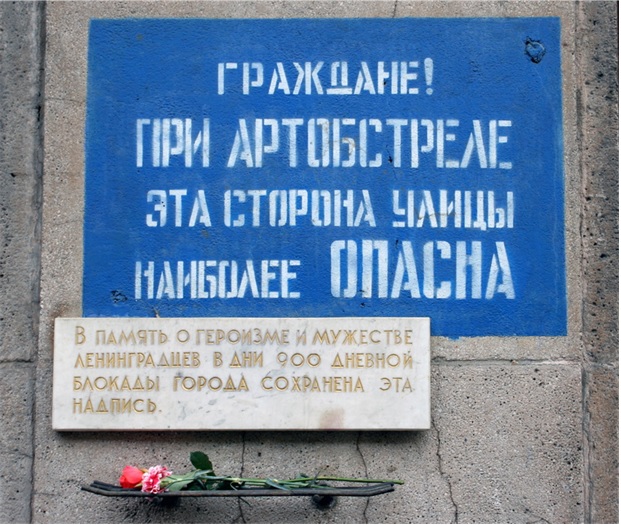 ГРАЖДАНЕ!
ПРИ АРТОБСТРЕЛЕ
ЭТА СТОРОНА УЛИЦЫ
НАИБОЛЕЕ ОПАСНА
В ПАМЯТЬ О ГЕРОИЗМЕ И МУЖЕСТВЕ
ЛЕНИНГРАДЦЕВ В ДНИ 900 ДНЕВНОЙ
БЛОКАДЫ ГОРОДА СОХРАНЕНА ЭТА
НАДПИСЬ.